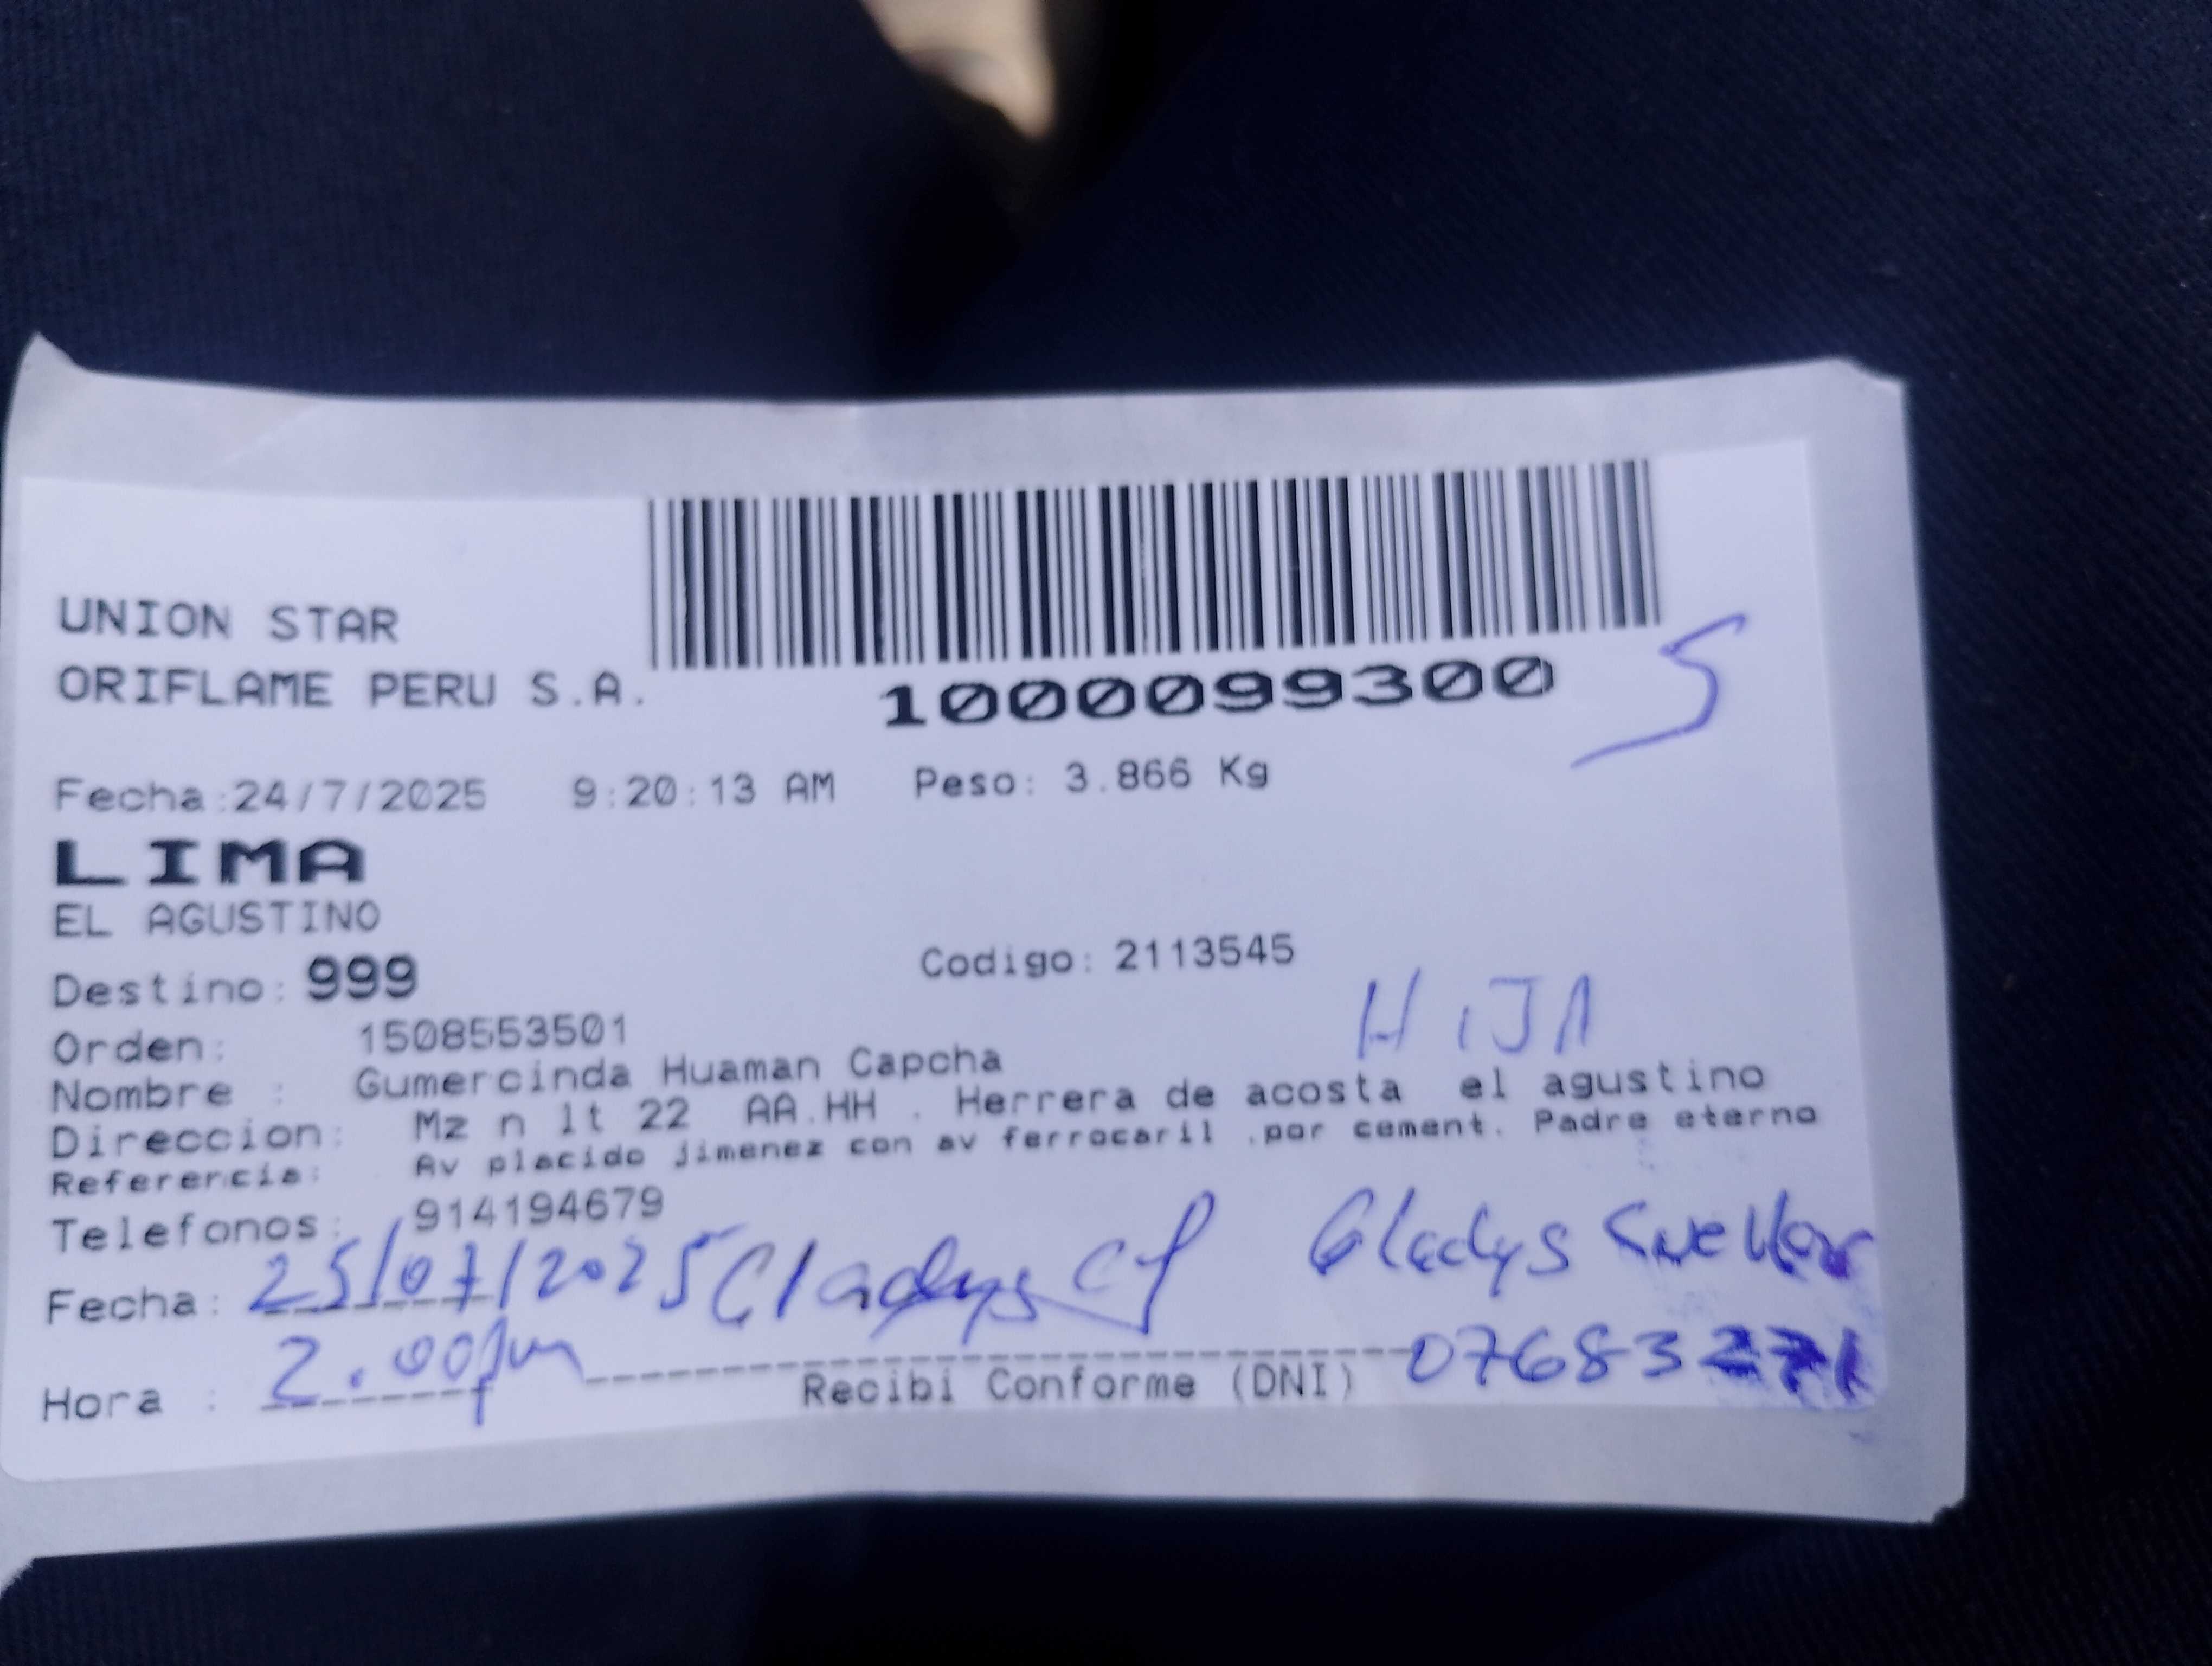 UNION STAR
ORIFLAME PERU S.A.
1000099300
S
Fecha:24/7/2025 9:20:13 AM Peso: 3.866 Kg
LIMA
EL AGUSTINO
Destino: 999 Codigo: 2113545
Orden: 1508553501
HIJA
Nombre : Gumercinda Huaman Capcha
Direccion: Mz n lt 22 AA.HH . Herrera de acosta el agustino
Referencia: Av placido jimenez con av ferrocaril .por cement. Padre eterno
Telefonos: 914194679
Fecha: 25/07/2025 Gladys Gladys
Hora : 2.00pm
Recibi Conforme (DNI)